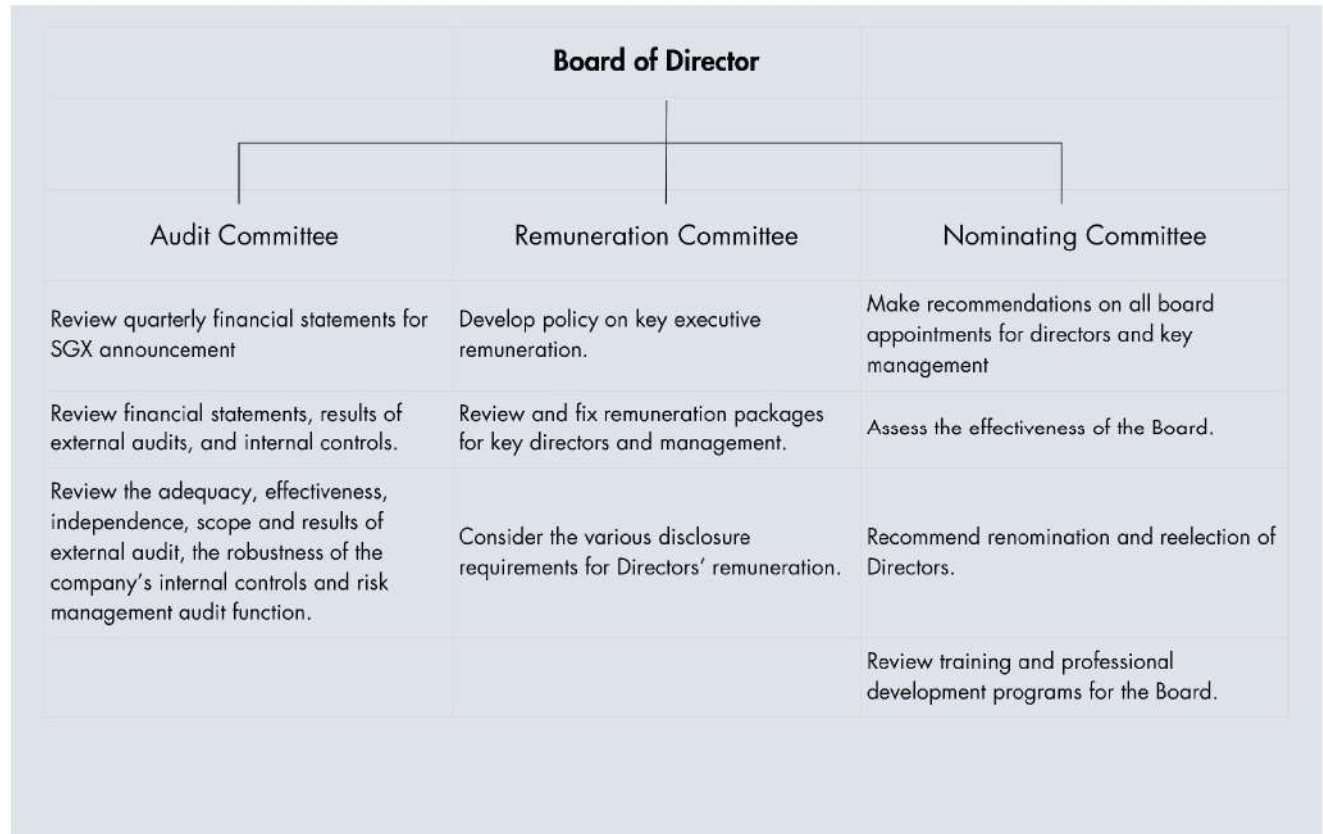 Board of Director
Audit Committee
Remuneration Committee
Nominating Committee
Review quarterly financial statements for
SGX announcement
Develop policy on key executive
remuneration.
Make recommendations on all board
appointments for directors and key
management
Review financial statements, results of
external audits, and internal controls.
Review and fix remuneration packages
for key directors and management.
Assess the effectiveness of the Board.
Review the adequacy, effectiveness,
independence, scope and results of
external audit, the robustness of the
company's internal controls and risk
management audit function.
Consider the various disclosure
requirements for Directors' remuneration.
Recommend renomination and reelection of
Directors.
Review training and professional
development programs for the Board.